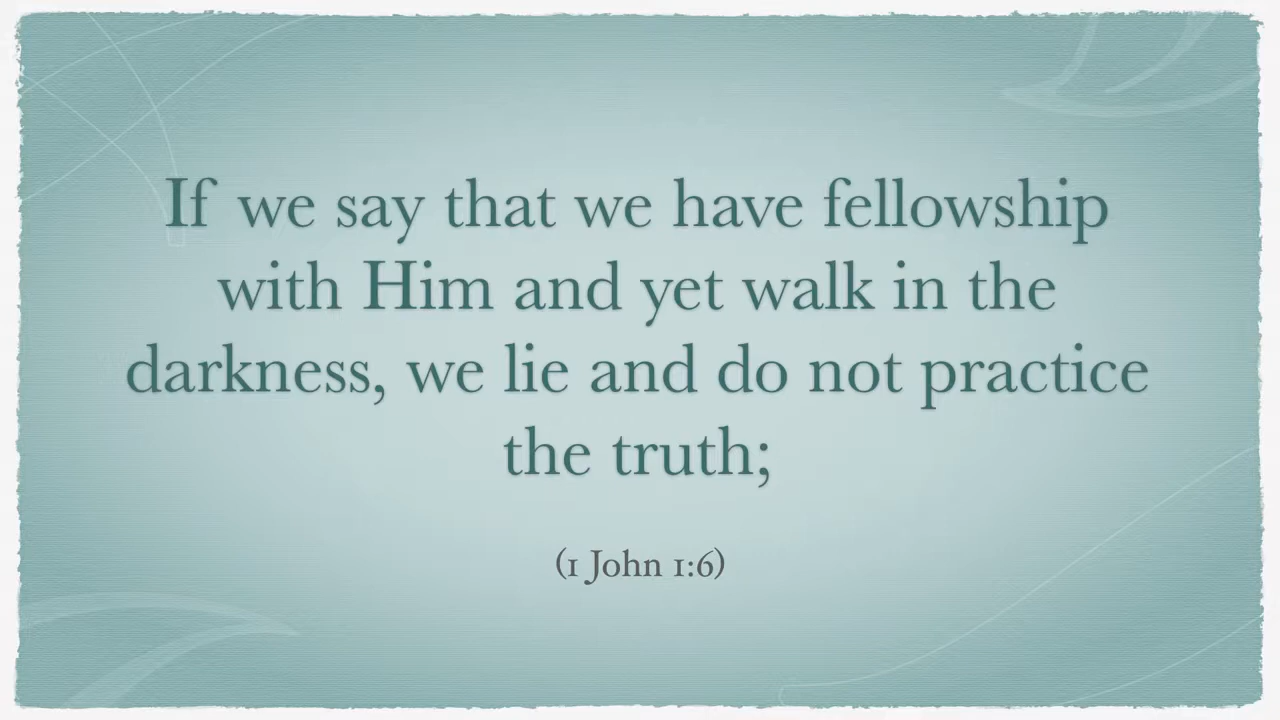 If we say that we have fellowship
with Him and yet walk in the
darkness, we lie and do not practice
the truth;
(1 John 1:6)